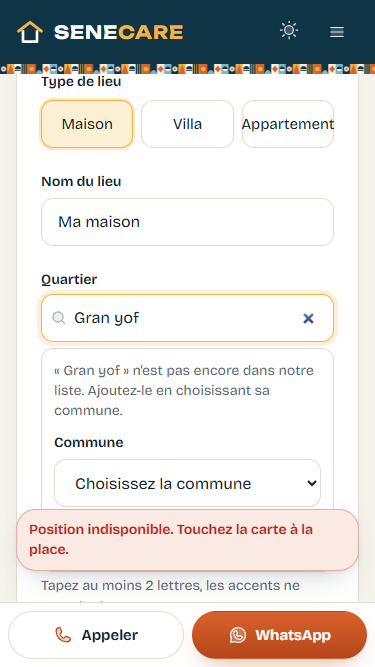 SENECARE
Type de lieu
Maison
Villa
Appartement
Nom du lieu
Ma maison
Quartier
Gran yof
« Gran yof » n'est pas encore dans notre
liste. Ajoutez-le en choisissant sa
commune.
Commune
Choisissez la commune
Position indisponible. Touchez la carte à la
place.
Tapez au moins 2 lettres, les accents ne
Appeler
WhatsApp